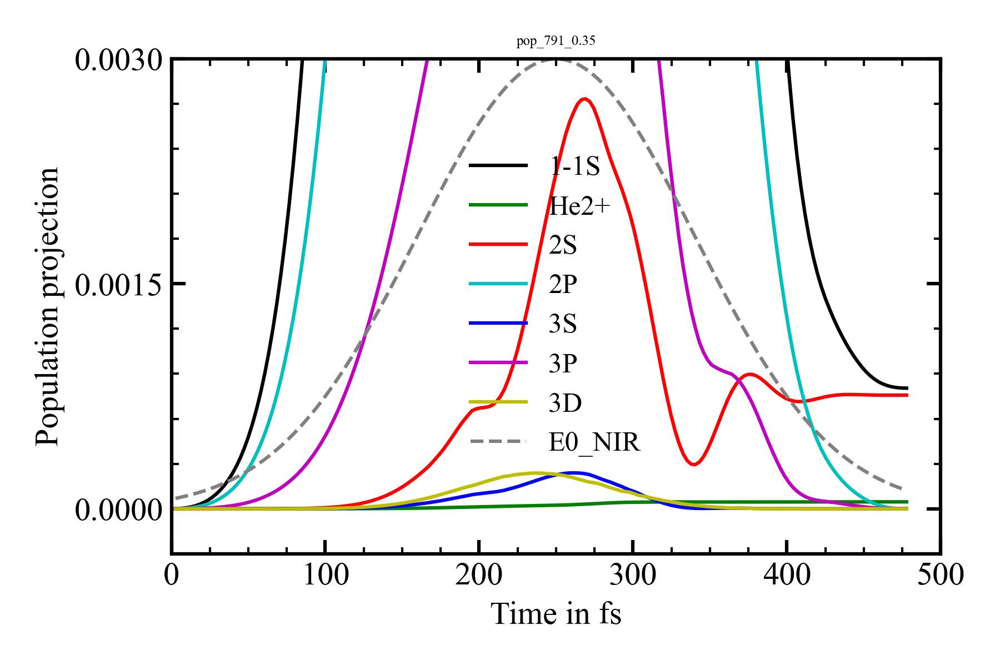 pop_791_0.35
0.0030
0.0015
0.0000
Population projection
1-1S
He2+
2S
2P
3S
3P
3D
E0_NIR
0 100 200 300 400 500
Time in fs